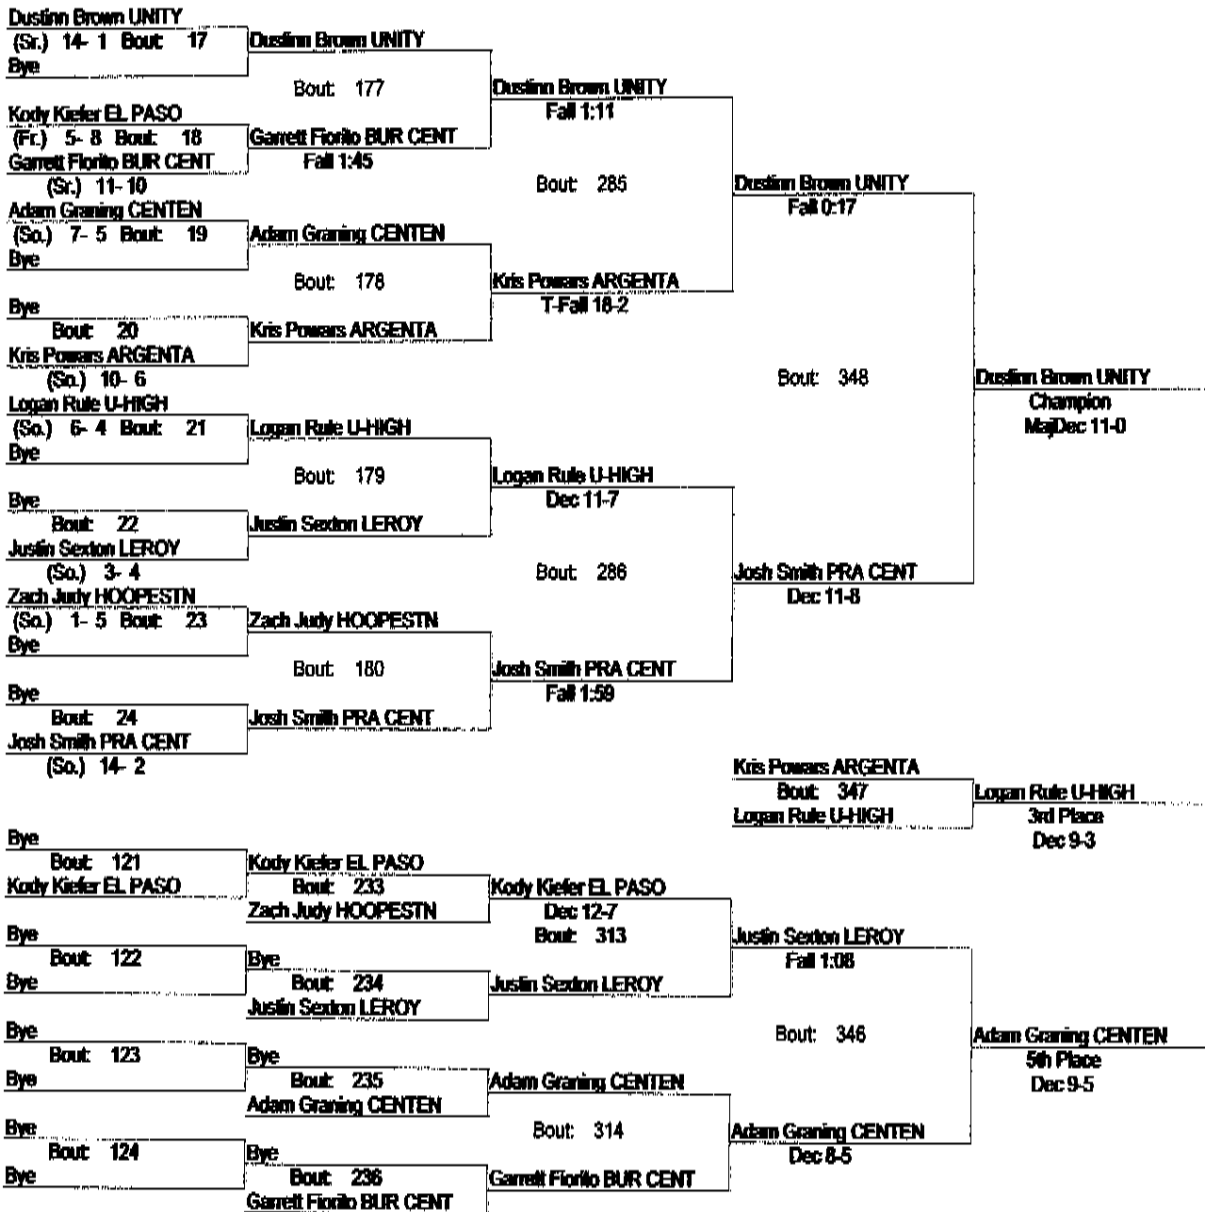 Dustinn Brown UNITY
(Sr.) 14- 1 Bout: 17
Bye
Dustinn Brown UNITY
Bout: 177
Kody Kiefer EL PASO
(Fr.) 5- 8 Bout: 18
Garrett Fiorito BUR CENT
(Sr.) 11- 10
Garrett Fiorito BUR CENT
Fall 1:45
Dustinn Brown UNITY
Fall 1:11
Bout: 285
Adam Graning CENTEN
(So.) 7- 5 Bout: 19
Bye
Adam Graning CENTEN
Bout: 178
Bye
Bout: 20
Kris Powars ARGENTA
(So.) 10- 6
Kris Powars ARGENTA
Kris Powars ARGENTA
T-Fall 18-2
Dustinn Brown UNITY
Fall 0:17
Bout: 348
Logan Rule U-HIGH
(So.) 6- 4 Bout: 21
Bye
Logan Rule U-HIGH
Bout: 179
Bye
Bout: 22
Justin Sexton LEROY
(So.) 3- 4
Justin Sexton LEROY
Logan Rule U-HIGH
Dec 11-7
Bout: 286
Zach Judy HOOPESTN
(So.) 1- 5 Bout: 23
Bye
Zach Judy HOOPESTN
Bout: 180
Bye
Bout: 24
Josh Smith PRA CENT
(So.) 14- 2
Josh Smith PRA CENT
Josh Smith PRA CENT
Fall 1:59
Josh Smith PRA CENT
Dec 11-8
Dustinn Brown UNITY
Champion
MajDec 11-0
Kris Powars ARGENTA
Bout: 347
Logan Rule U-HIGH
Logan Rule U-HIGH
3rd Place
Dec 9-3
Bye
Bout: 121
Kody Kiefer EL PASO
Kody Kiefer EL PASO
Bout: 233
Zach Judy HOOPESTN
Kody Kiefer EL PASO
Dec 12-7
Bout: 313
Bye
Bout: 122
Bye
Bye
Bout: 234
Justin Sexton LEROY
Justin Sexton LEROY
Justin Sexton LEROY
Fall 1:08
Bout: 346
Bye
Bout: 123
Bye
Bye
Bout: 235
Adam Graning CENTEN
Adam Graning CENTEN
Bout: 314
Bye
Bout: 124
Bye
Bye
Bout: 236
Garrett Fiorito BUR CENT
Garrett Fiorito BUR CENT
Adam Graning CENTEN
Dec 8-5
Adam Graning CENTEN
5th Place
Dec 9-5